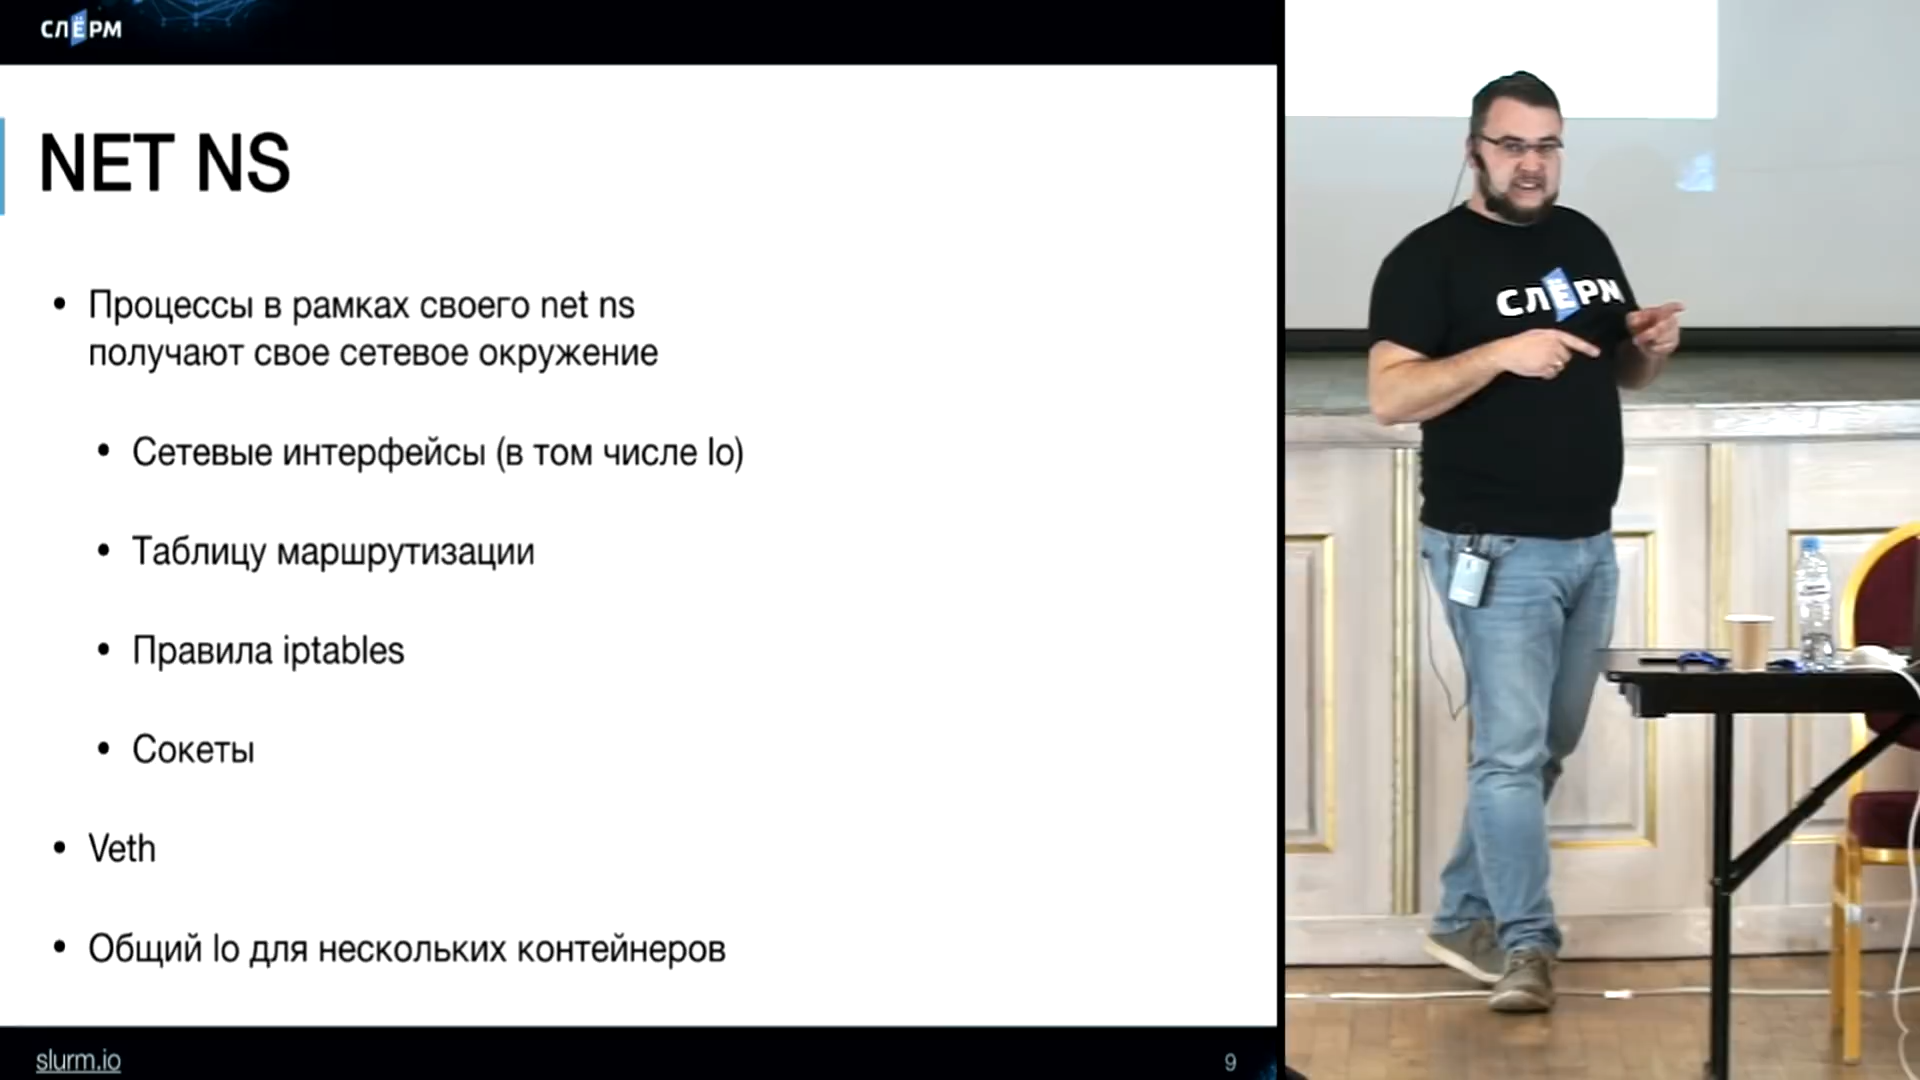 СЛЁРМ
NET NS
• Процессы в рамках своего net ns
получают свое сетевое окружение
• Сетевые интерфейсы (в том числе lo)
• Таблицу маршрутизации
• Правила iptables
• Сокеты
• Veth
• Общий lo для нескольких контейнеров
slurm.io
9
СЛЁРМ